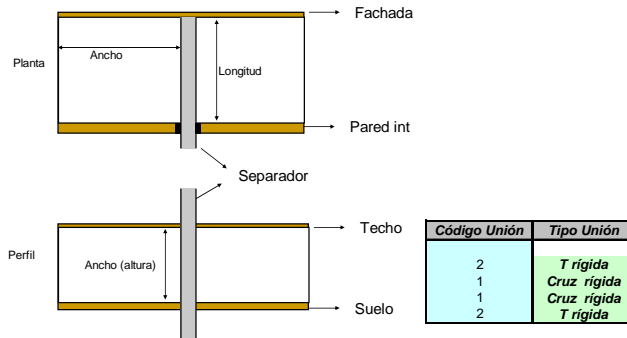 Fachada
Planta
Ancho
Longitud
Pared int
Separador
Techo
Perfil
Ancho (altura)
Suelo
Código Unión Tipo Unión
2 T rígida
1 Cruz rígida
1 Cruz rígida
2 T rígida